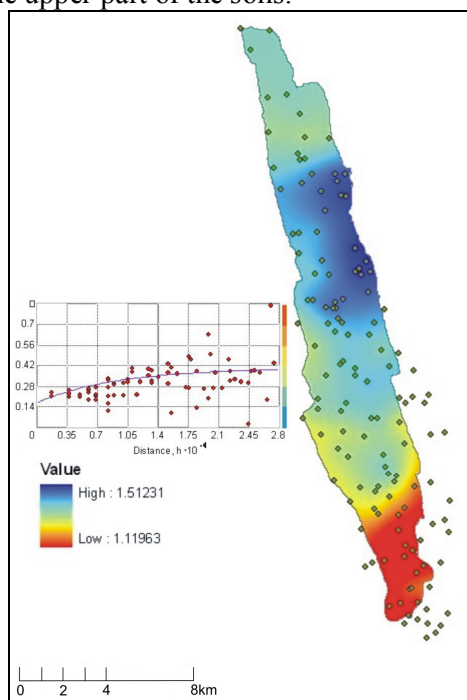 the upper part of the soils.
0.7
0.56
0.42
0.28
0.14
0 0.35 0.7 1.05 1.4 1.75 2.1 2.45 2.8
Distance, h·10⁻⁴
Value
High : 1.51231
Low : 1.11963
0 2 4 8km